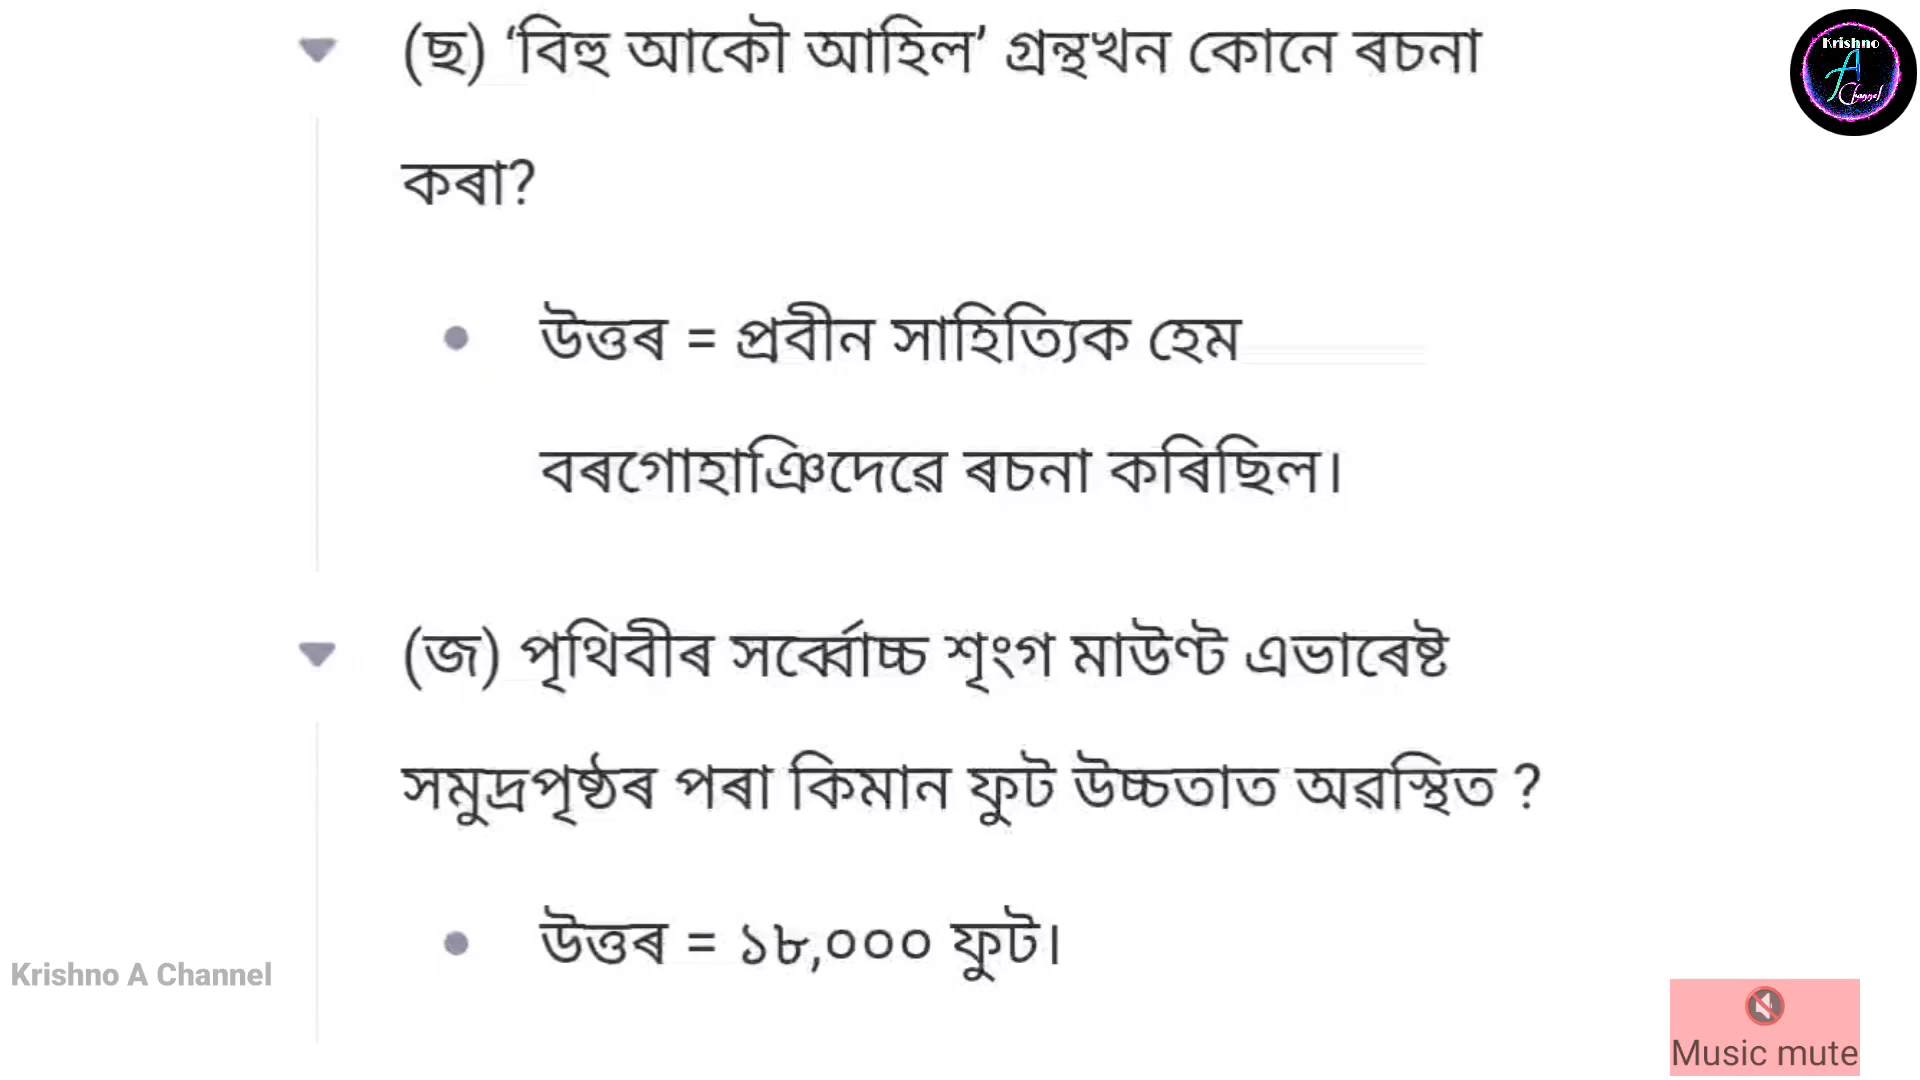 (ছ) ‘বিহু আকৌ আহিল’ গ্ৰন্থখন কোনে ৰচনা
কৰা?
উত্তৰ = প্ৰবীন সাহিত্যিক হেম
বৰগোহাঞিদেৱে ৰচনা কৰিছিল।
(জ) পৃথিবীৰ সৰ্ব্বোচ্চ শৃংগ মাউণ্ট এভাৰেষ্ট
সমুদ্ৰপৃষ্ঠৰ পৰা কিমান ফুট উচ্চতাত অৱস্থিত ?
উত্তৰ = ১৮,০০০ ফুট।
Krishno A Channel
Krishno
A
Channel
Music mute